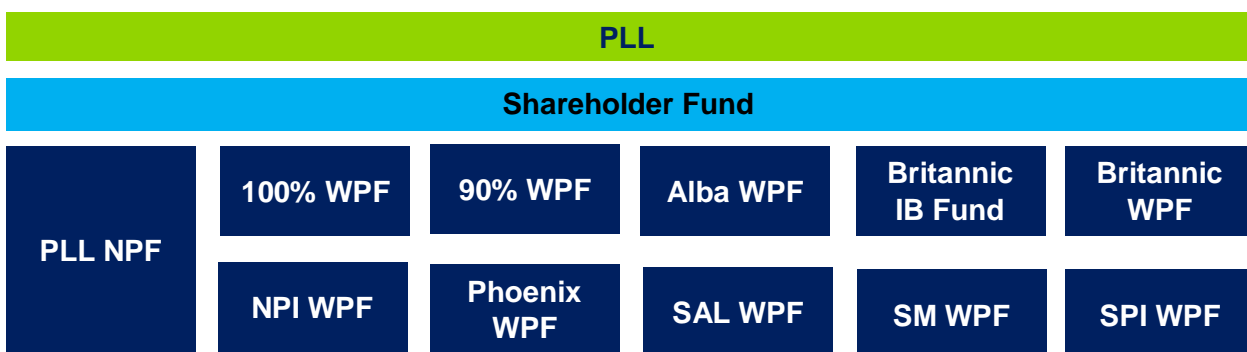 PLL
Shareholder Fund
PLL NPF
100% WPF
90% WPF
Alba WPF
Britannic
IB Fund
Britannic
WPF
NPI WPF
Phoenix
WPF
SAL WPF
SM WPF
SPI WPF